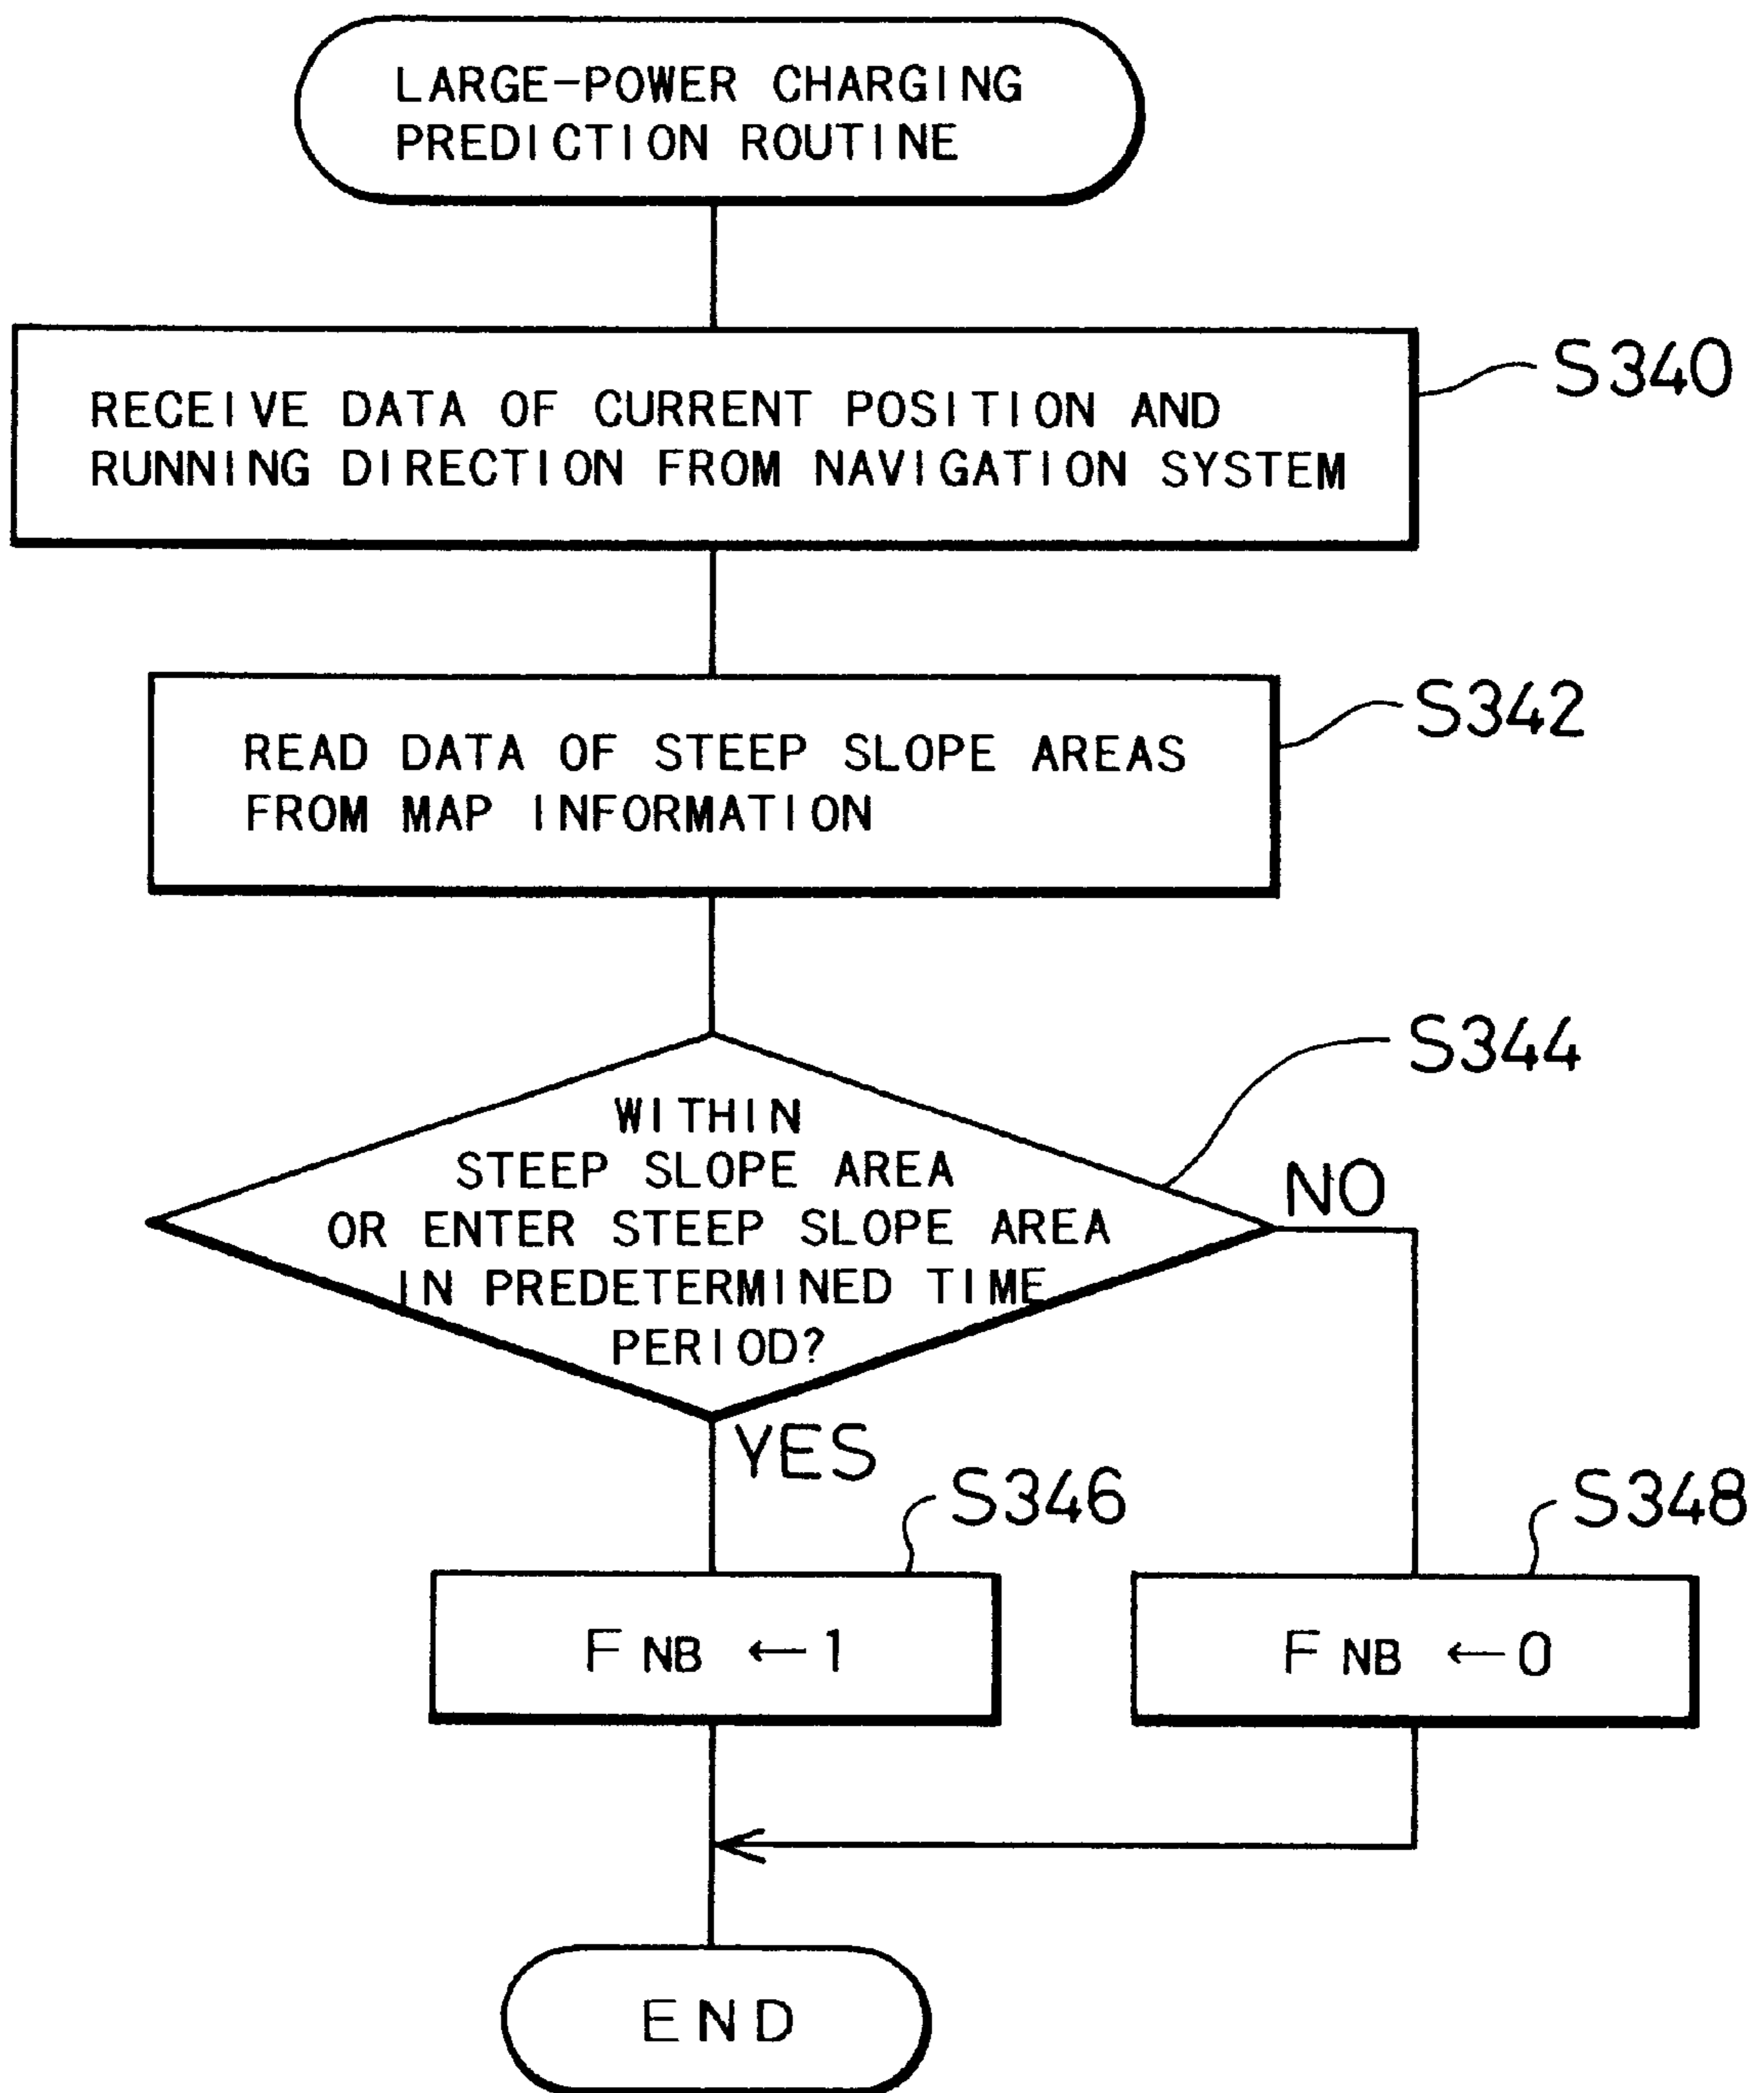 LARGE-POWER CHARGING
PREDICTION ROUTINE
S340
RECEIVE DATA OF CURRENT POSITION AND
RUNNING DIRECTION FROM NAVIGATION SYSTEM
S342
READ DATA OF STEEP SLOPE AREAS
FROM MAP INFORMATION
S344
WITHIN
STEEP SLOPE AREA
OR ENTER STEEP SLOPE AREA
IN PREDETERMINED TIME
PERIOD?
NO
YES
S346
S348
F NB ←1
F NB ←0
END